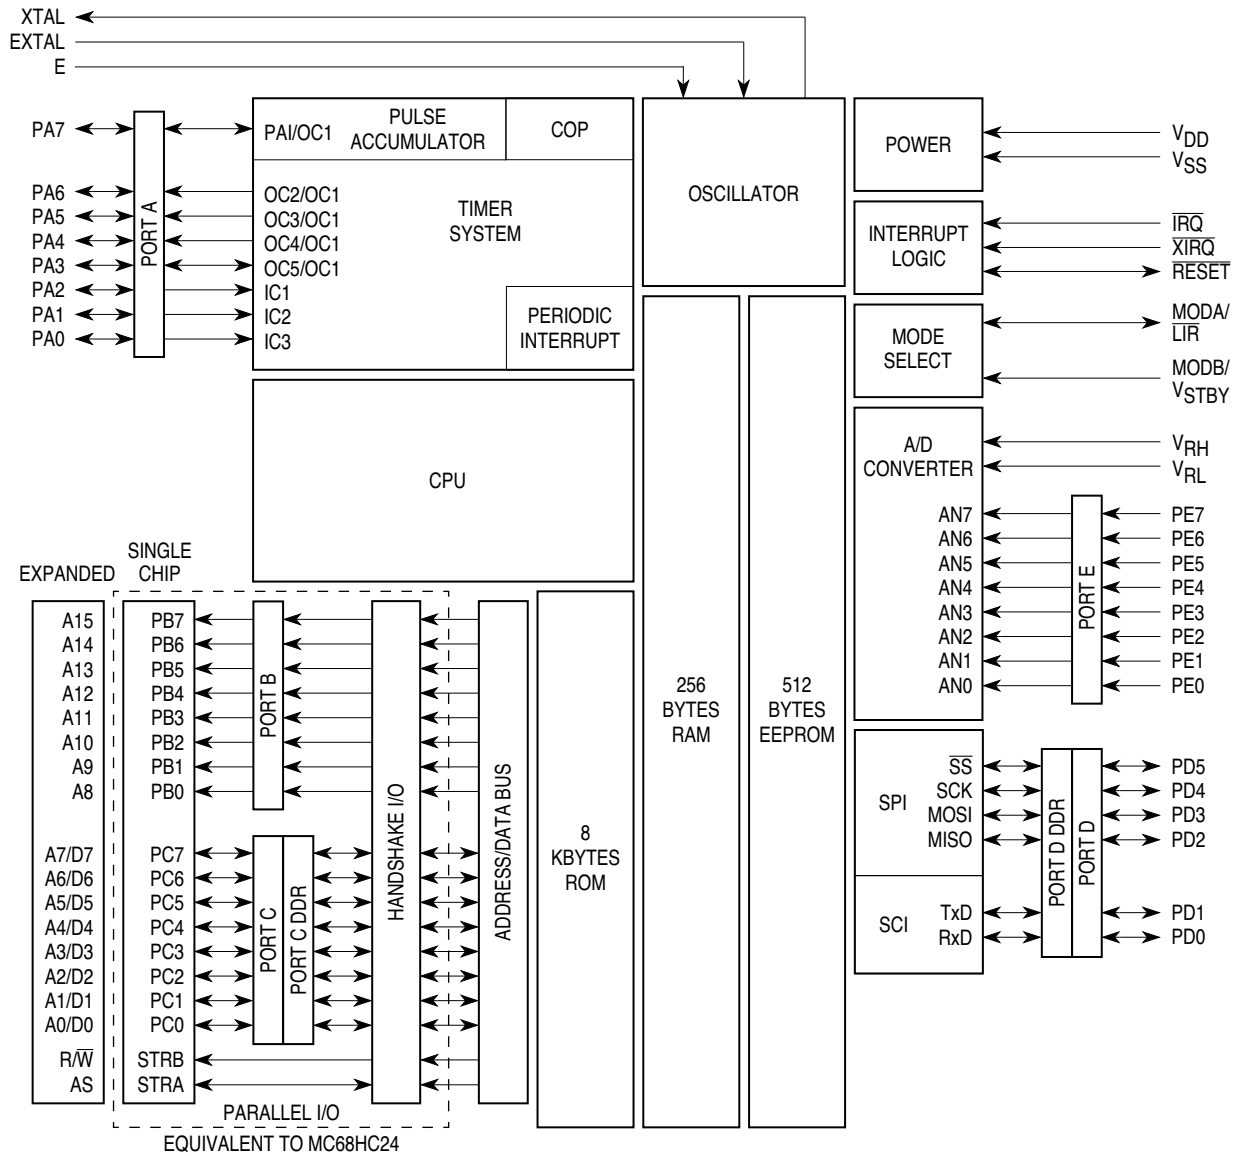 XTAL
EXTAL
E
PA7
PA6
PA5
PA4
PA3
PA2
PA1
PA0
PORT A
PAI/OC1
PULSE
ACCUMULATOR
COP
OC2/OC1
OC3/OC1
OC4/OC1
OC5/OC1
IC1
IC2
IC3
TIMER
SYSTEM
PERIODIC
INTERRUPT
OSCILLATOR
POWER
VDD
VSS
INTERRUPT
LOGIC
IRQ
XIRQ
RESET
MODE
SELECT
MODA/
LIR
MODB/
VSTBY
CPU
A/D
CONVERTER
VRH
VRL
AN7
AN6
AN5
AN4
AN3
AN2
AN1
AN0
PORT E
PE7
PE6
PE5
PE4
PE3
PE2
PE1
PE0
EXPANDED
SINGLE
CHIP
A15
A14
A13
A12
A11
A10
A9
A8
A7/D7
A6/D6
A5/D5
A4/D4
A3/D3
A2/D2
A1/D1
A0/D0
R/W
AS
PB7
PB6
PB5
PB4
PB3
PB2
PB1
PB0
PC7
PC6
PC5
PC4
PC3
PC2
PC1
PC0
STRB
STRA
PORT B
PORT C
PORT C DDR
HANDSHAKE I/O
ADDRESS/DATA BUS
8
KBYTES
ROM
256
BYTES
RAM
512
BYTES
EEPROM
SPI
SS
SCK
MOSI
MISO
SCI
TxD
RxD
PORT D DDR
PORT D
PD5
PD4
PD3
PD2
PD1
PD0
PARALLEL I/O
EQUIVALENT TO MC68HC24